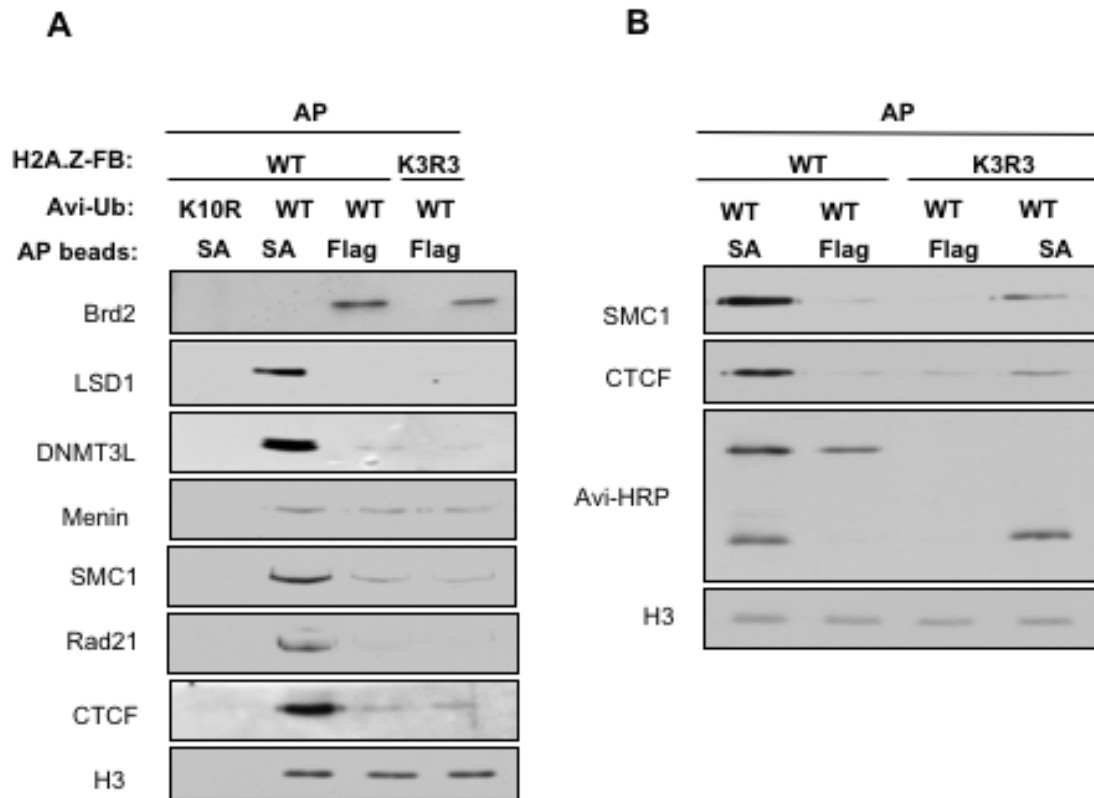 A
AP
H2A.Z-FB: WT K3R3
Avi-Ub: K10R WT WT WT
AP beads: SA SA Flag Flag
Brd2
LSD1
DNMT3L
Menin
SMC1
Rad21
CTCF
H3
B
AP
WT K3R3
WT WT WT WT
SA Flag Flag SA
SMC1
CTCF
Avi-HRP
H3